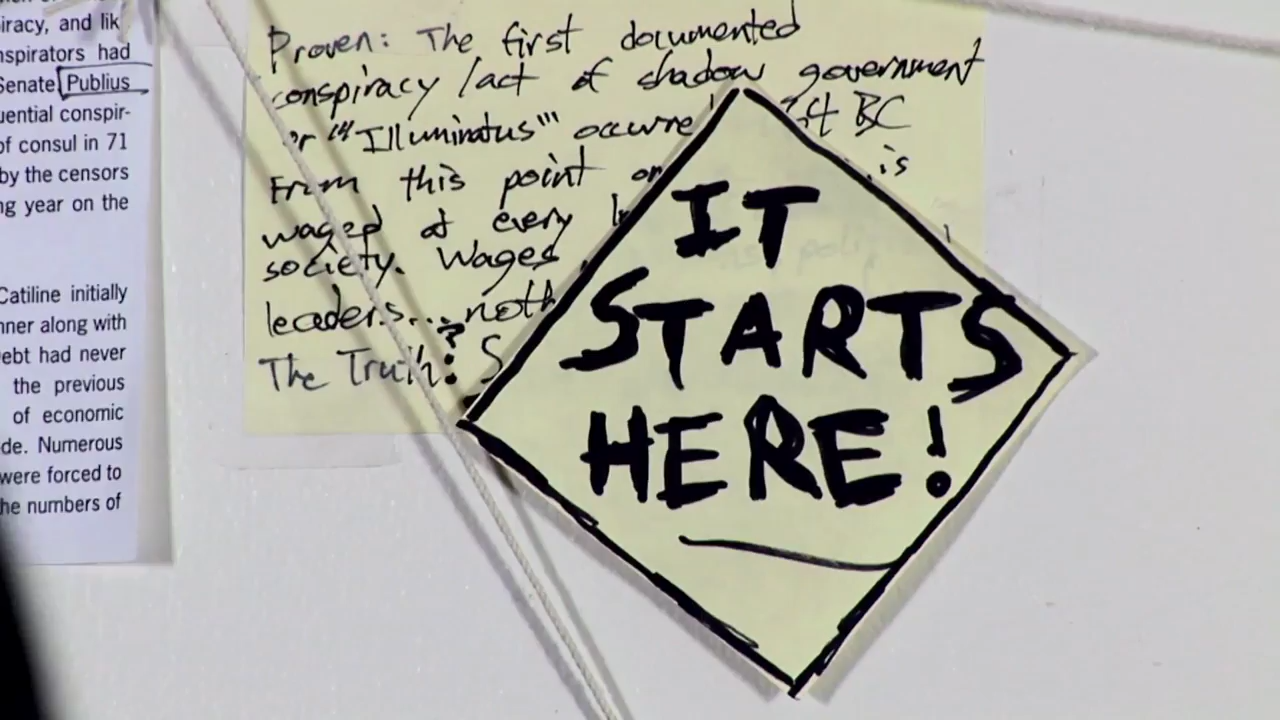 iracy, and lik
nspirators had
Senate Publius
uential conspir-
of consul in 71
by the censors
ng year on the
Catiline initially
nner along with
ebt had never
the previous
of economic
de. Numerous
were forced to
he numbers of
Proven: The first documented
conspiracy /act of shadow government
or "Illuminatus" occurre BC
From this point on is
waged at every
society. Wages
leaders... noth
The Truth:
IT
STARTS
HERE!